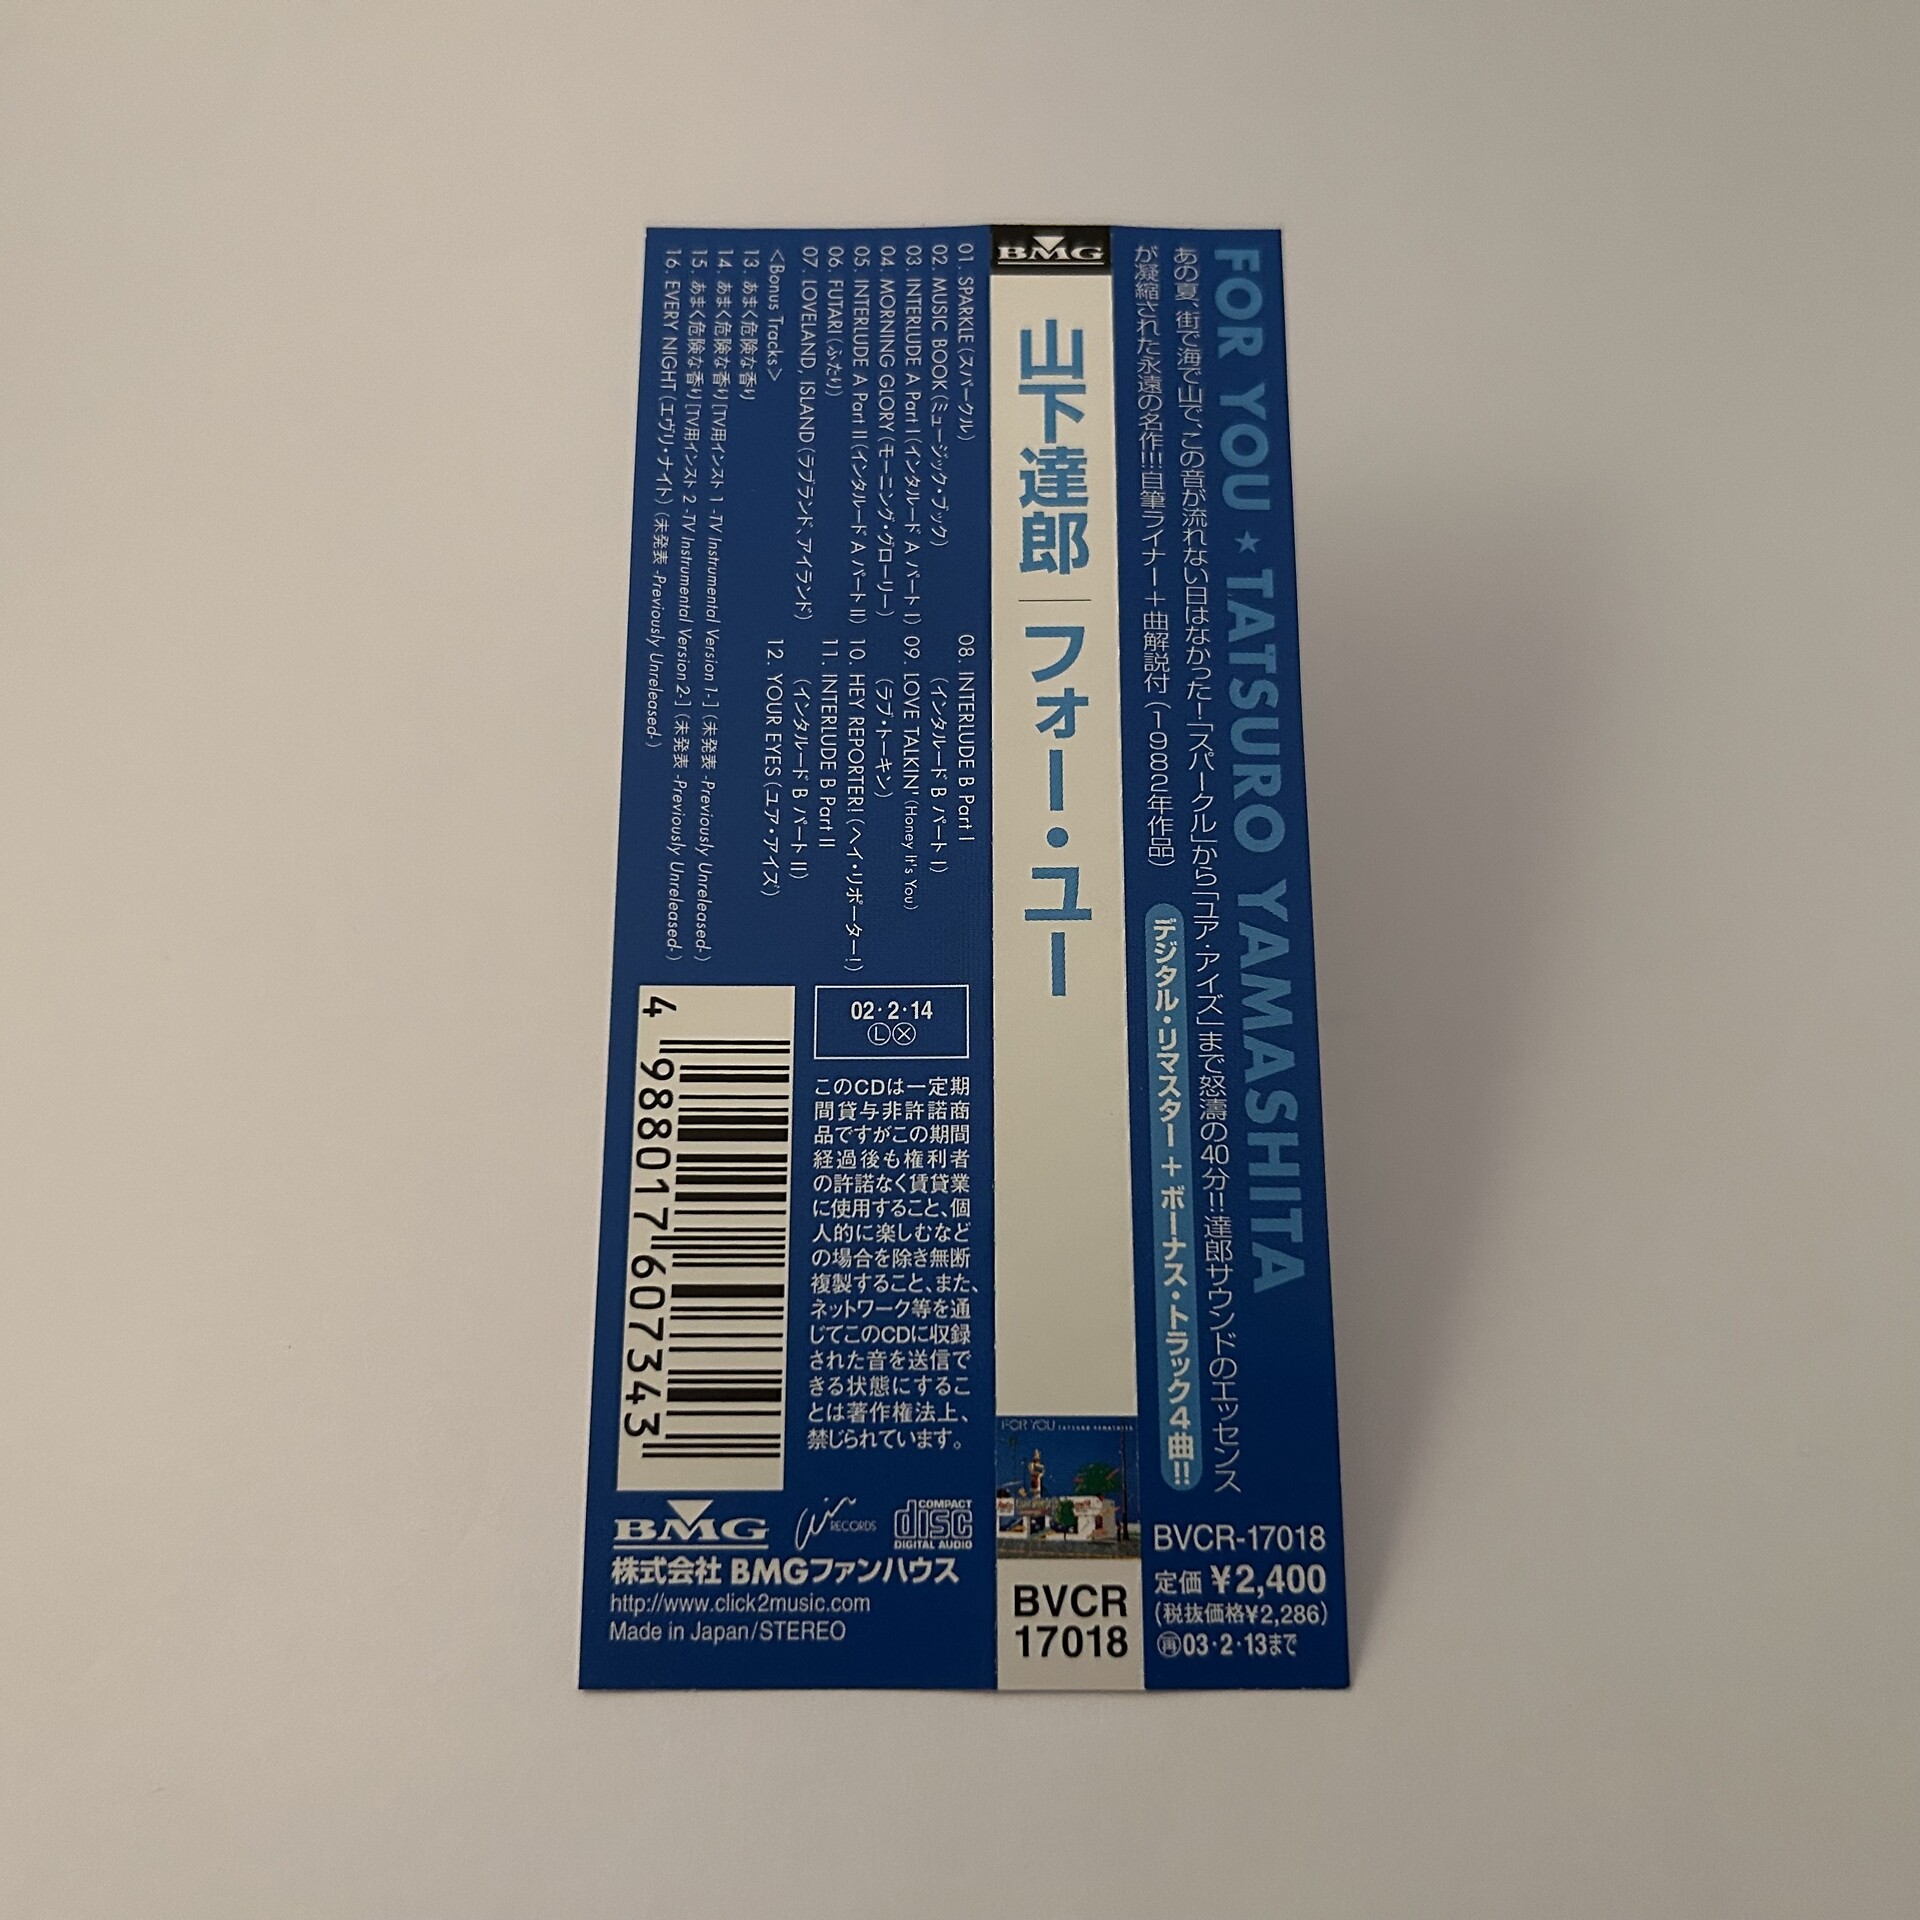 FOR YOU ★ TATSURO YAMASHITA
あの夏、街で海で山で、この音が流れない日はなかった!「スパークル」から「ユア・アイズ」まで怒濤の40分!! 達郎サウンドのエッセンス
が凝縮された永遠の名作!!! 自筆ライナー + 曲解説付 (1982年作品)
デジタル・リマスター + ボーナス・トラック4曲!!
BVCR-17018
定価 ¥2,400
(税抜価格¥2,286)
再03・2・13まで
BMG
山下達郎 | フォー・ユー
FOR YOU TATSURO YAMASHITA
BVCR
17018
01. SPARKLE (スパークル)
02. MUSIC BOOK (ミュージック・ブック)
03. INTERLUDE A Part I (インタルード A パート I)
04. MORNING GLORY (モーニング・グローリー)
05. INTERLUDE A Part II (インタルード A パート II)
06. FUTARI (ふたり)
07. LOVELAND, ISLAND (ラブランド、アイランド)
08. INTERLUDE B Part I
(インタルード B パート I)
09. LOVE TALKIN' (Honey It's You)
(ラブ・トーキン)
10. HEY REPORTER! (ヘイ・リポーター!)
11. INTERLUDE B Part II
(インタルード B パート II)
12. YOUR EYES (ユア・アイズ)
<Bonus Tracks>
13. あまく危険な香り
14. あまく危険な香り [TV用インスト 1 -TV Instrumental Version 1-] (未発表 -Previously Unreleased-)
15. あまく危険な香り [TV用インスト 2 -TV Instrumental Version 2-] (未発表 -Previously Unreleased-)
16. EVERY NIGHT (エヴリ・ナイト) (未発表 -Previously Unreleased-)
02・2・14
Ⓛ Ⓧ
このCDは一定期
間貸与非許諾商
品ですがこの期間
経過後も権利者
の許諾なく賃貸業
に使用すること、個
人的に楽しむなど
の場合を除き無断
複製すること、また、
ネットワーク等を通
じてこのCDに収録
された音を送信で
きる状態にするこ
とは著作権法上、
禁じられています。
4 988017 607343
BMG
Air RECORDS
COMPACT
disc
DIGITAL AUDIO
株式会社 BMGファンハウス
http://www.click2music.com
Made in Japan/STEREO